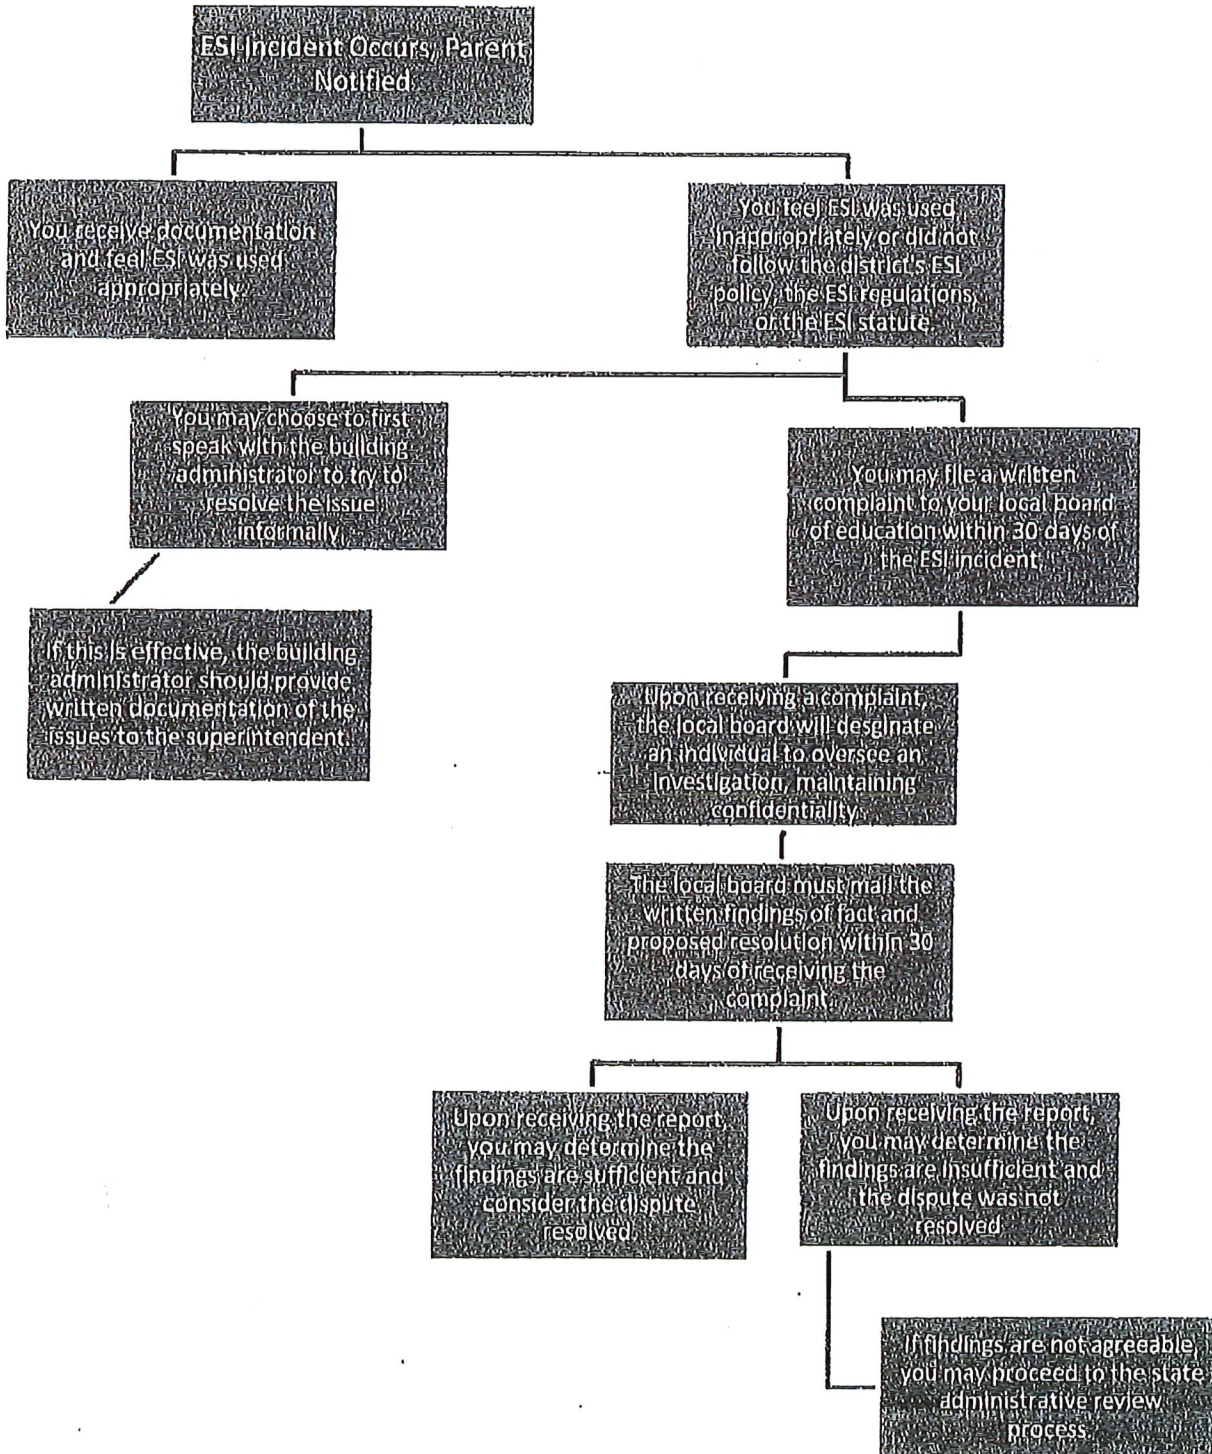 ESI Incident Occurs, Parent
Notified
You receive documentation
and feel ESI was used
appropriately.
You feel ESI was used
inappropriately or did not
follow the district's ESI
policy, the ESI regulations,
or the ESI statute.
You may choose to first
speak with the building
administrator to try to
resolve the issue
informally.
You may file a written
complaint to your local board
of education within 30 days of
the ESI incident.
If this is effective, the building
administrator should provide
written documentation of the
issues to the superintendent.
Upon receiving a complaint,
the local board will desginate
an individual to oversee an
investigation, maintaining
confidentiality
The local board must mail the
written findings of fact and
proposed resolution within 30
days of receiving the
complaint.
Upon receiving the report,
you may determine the
findings are sufficient and
consider the dispute
resolved.
Upon receiving the report,
you may determine the
findings are insufficient and
the dispute was not
resolved
If findings are not agreeable,
you may proceed to the state
administrative review
process.